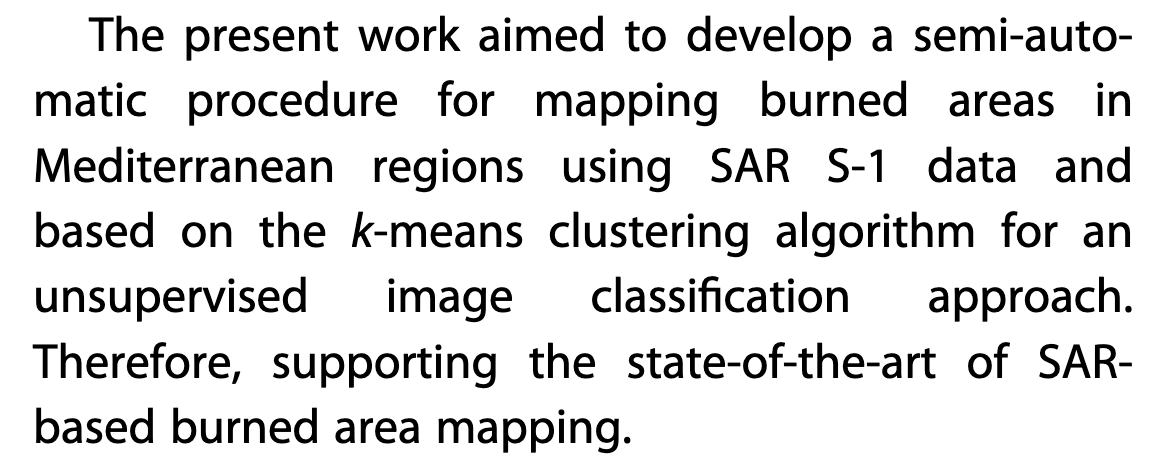 The present work aimed to develop a semi-auto-
matic procedure for mapping burned areas in
Mediterranean regions using SAR S-1 data and
based on the k-means clustering algorithm for an
unsupervised image classification approach.
Therefore, supporting the state-of-the-art of SAR-
based burned area mapping.